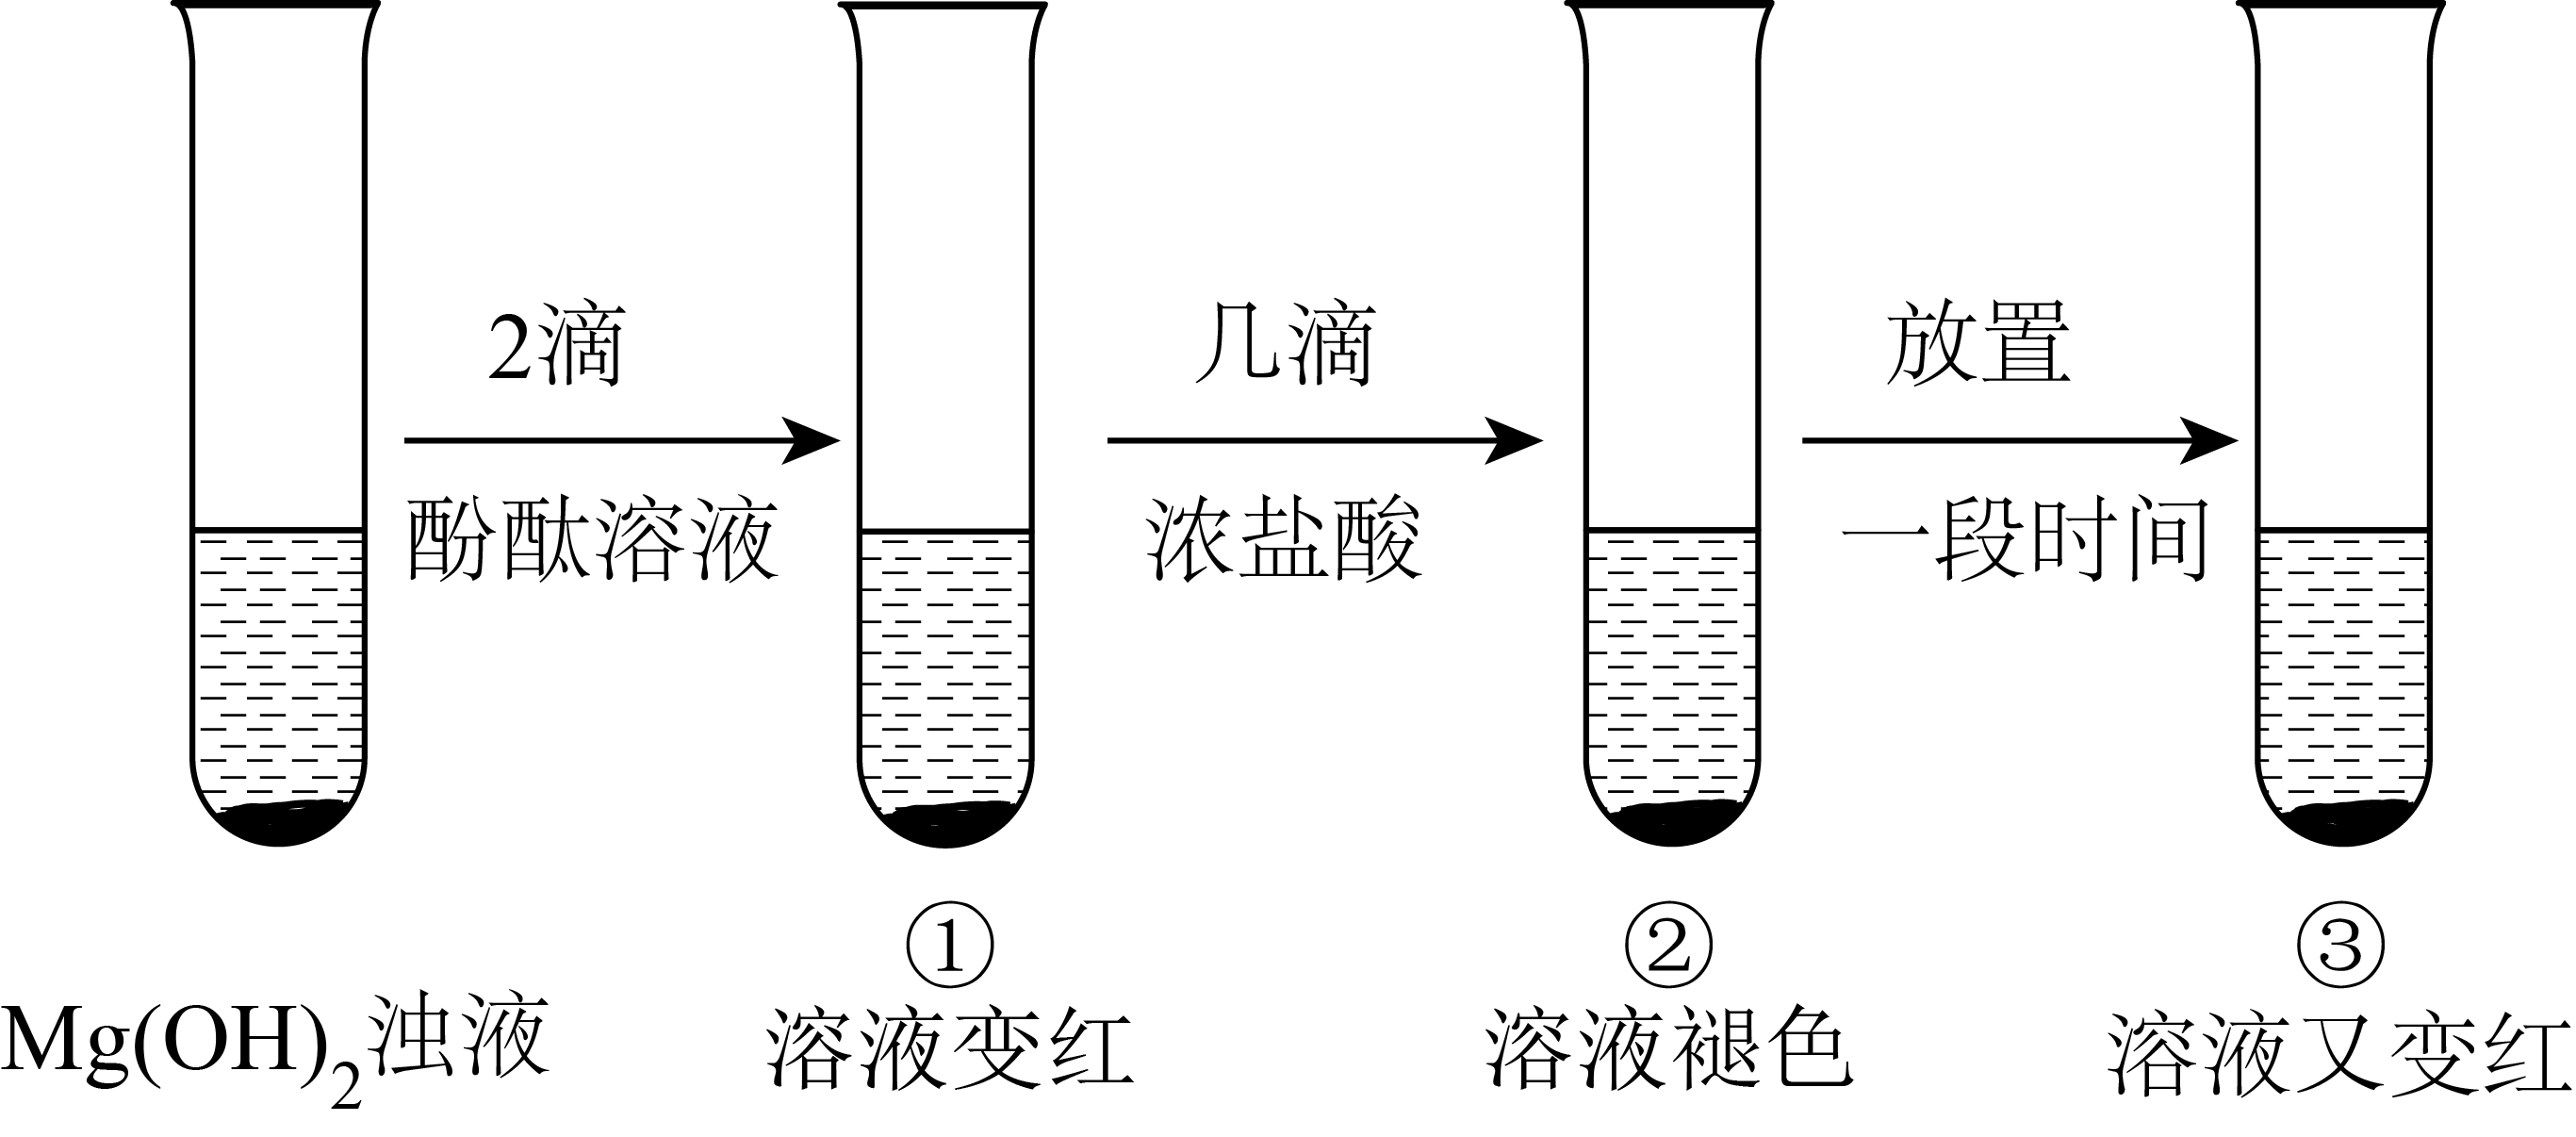 2滴
酚酞溶液
几滴
浓盐酸
放置
一段时间
Mg(OH)₂浊液
①
溶液变红
②
溶液褪色
③
溶液又变红